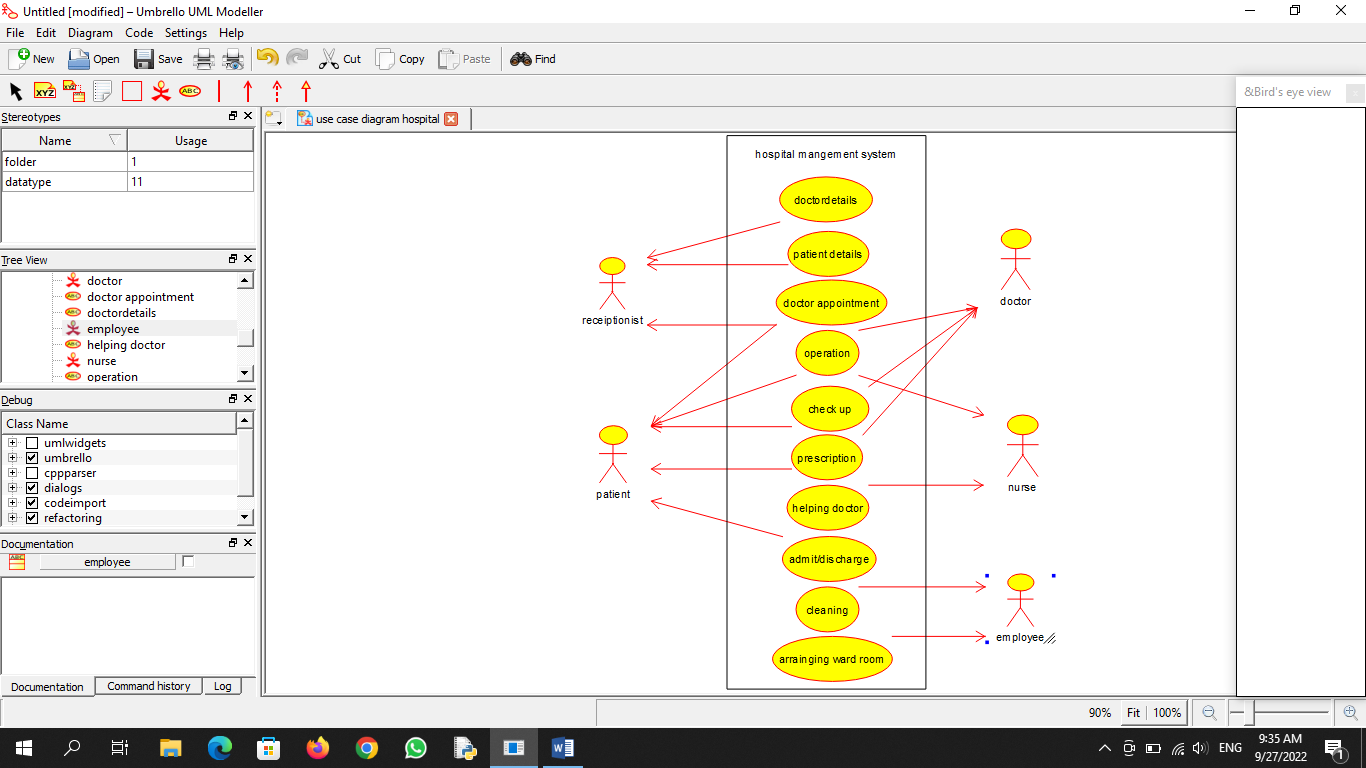 Untitled [modified] – Umbrello UML Modeller
File Edit Diagram Code Settings Help
New Open Save Cut Copy Paste Find
XYZ XYZ ABC
&Bird's eye view
Stereotypes
Name Usage
folder 1
datatype 11
Tree View
doctor
doctor appointment
doctordetails
employee
helping doctor
nurse
operation
Debug
Class Name
umlwidgets
umbrello
cppparser
dialogs
codeimport
refactoring
Documentation
employee
Documentation Command history Log
use case diagram hospital
hospital mangement system
doctordetails
patient details
doctor appointment
operation
check up
prescription
helping doctor
admit/discharge
cleaning
arrainging ward room
receiptionist
patient
doctor
nurse
employee
90% Fit 100%
ENG
9:35 AM
9/27/2022
1